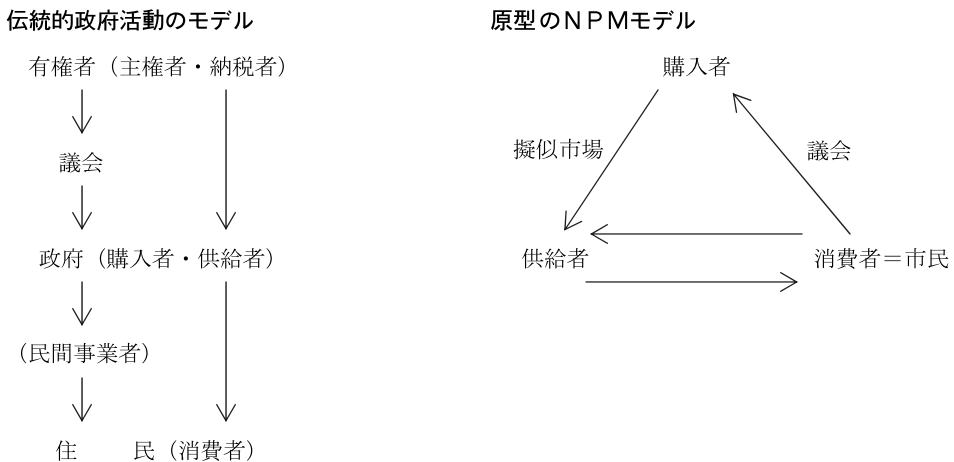 伝統的政府活動のモデル
有権者(主権者・納税者)
議会
政府(購入者・供給者)
(民間事業者)
住 民(消費者)
原型のNPMモデル
購入者
擬似市場
議会
供給者
消費者=市民